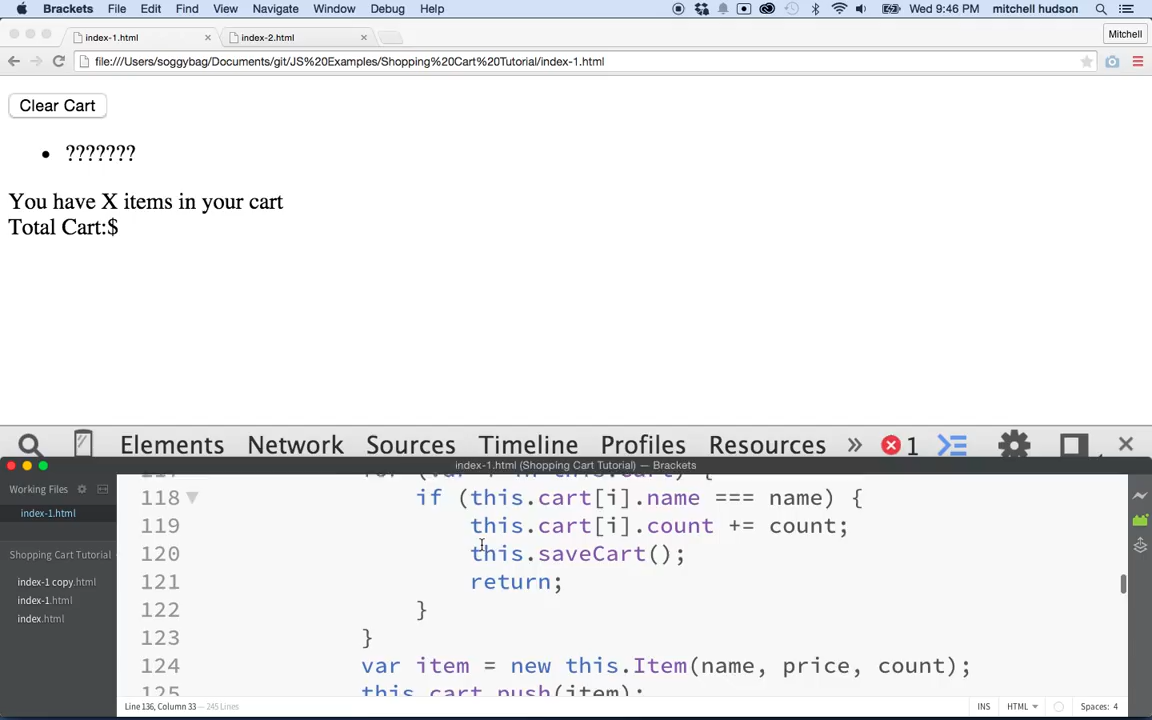 Brackets File Edit Find View Navigate Window Debug Help Wed 9:46 PM mitchell hudson
index-1.html index-2.html Mitchell
file:///Users/soggybag/Documents/git/JS%20Examples/Shopping%20Cart%20Tutorial/index-1.html
Clear Cart
• ???????
You have X items in your cart
Total Cart:$
Elements Network Sources Timeline Profiles Resources » 1
index-1.html (Shopping Cart Tutorial) — Brackets
Working Files
index-1.html
Shopping Cart Tutorial
index-1 copy.html
index-1.html
index.html
118 if (this.cart[i].name === name) {
119 this.cart[i].count += count;
120 this.saveCart();
121 return;
122 }
123 }
124 var item = new this.Item(name, price, count);
125 this.cart.push(item);
Line 136, Column 33 — 245 Lines INS HTML Spaces: 4